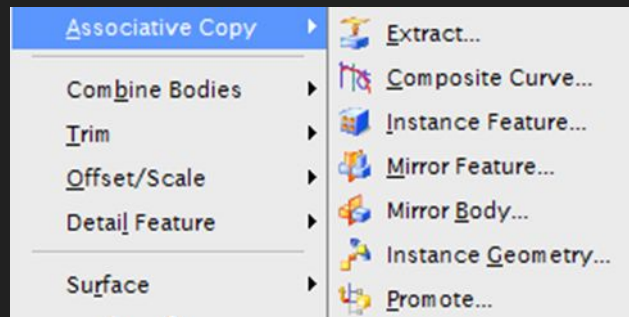 Associative Copy
Combine Bodies
Trim
Offset/Scale
Detail Feature
Surface
Extract...
Composite Curve...
Instance Feature...
Mirror Feature...
Mirror Body...
Instance Geometry...
Promote...